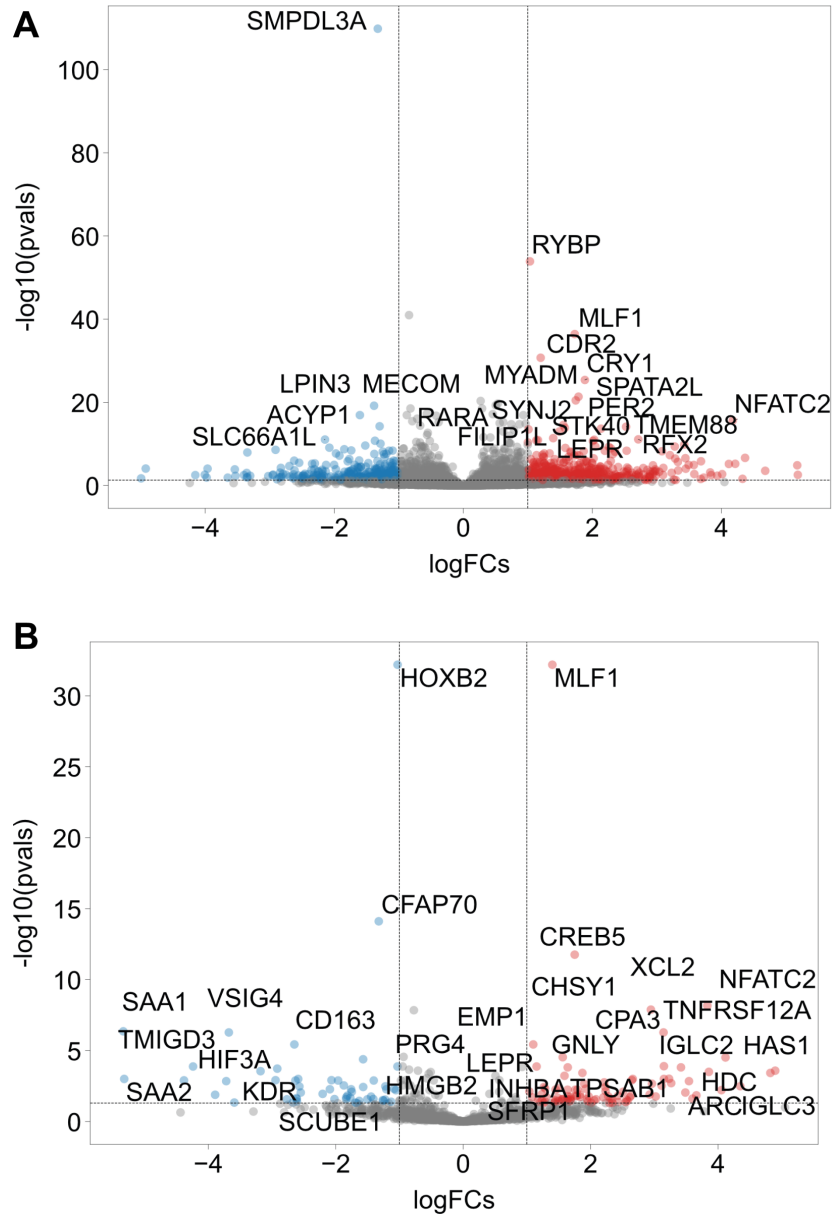 A
SMPDL3A
100
80
60
40
20
0
-log10(pvals)
RYBP
MLF1
CDR2
CRY1
LPIN3 MECOM MYADM SPATA2L
ACYP1 RARA SYNJ2 PER2 NFATC2
SLC66A1L FILIP1L STK40 TMEM88
LEPR RFX2
−4 −2 0 2 4
logFCs
B
HOXB2 MLF1
30
25
20
15
10
5
0
-log10(pvals)
CFAP70
CREB5
XCL2
CHSY1 NFATC2
SAA1 VSIG4 TNFRSF12A
CD163 EMP1 CPA3
TMIGD3 PRG4 GNLY IGLC2 HAS1
HIF3A LEPR
SAA2 KDR HMGB2 INHBA TPSAB1 HDC
SCUBE1 SFRP1 ARC IGLC3
−4 −2 0 2 4
logFCs